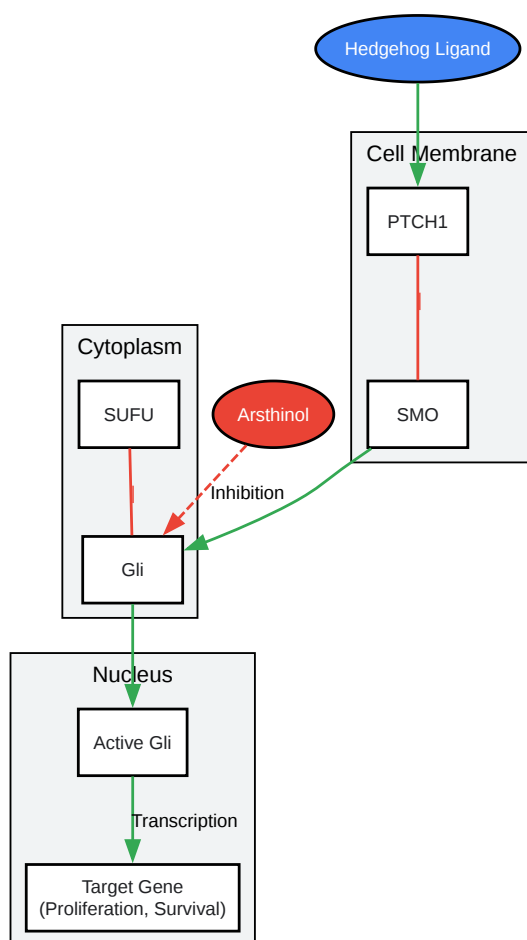 Hedgehog Ligand
Cell Membrane
PTCH1
Cytoplasm
SUFU
Arsthinol
SMO
Inhibition
Gli
Nucleus
Active Gli
Transcription
Target Gene
(Proliferation, Survival)